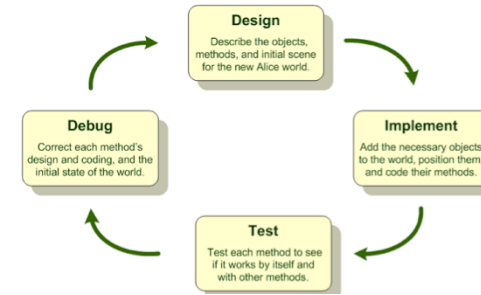 Design
Describe the objects,
methods, and initial scene
for the new Alice world.
Debug
Correct each method's
design and coding, and the
initial state of the world.
Implement
Add the necessary objects
to the world, position them
and code their methods.
Test
Test each method to see
if it works by itself and
with other methods.